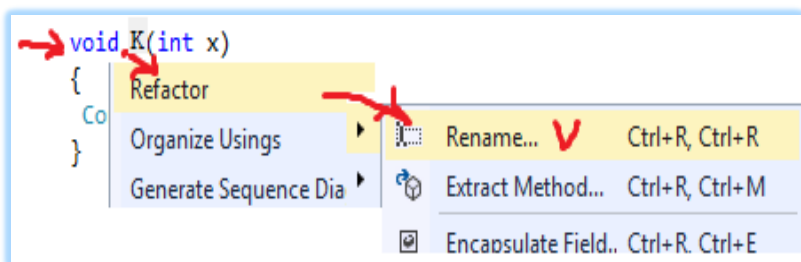 void K(int x)
{
Refactor
Co
Organize Usings
}
Generate Sequence Dia
Rename... V Ctrl+R, Ctrl+R
Extract Method... Ctrl+R, Ctrl+M
Encapsulate Field.. Ctrl+R, Ctrl+E